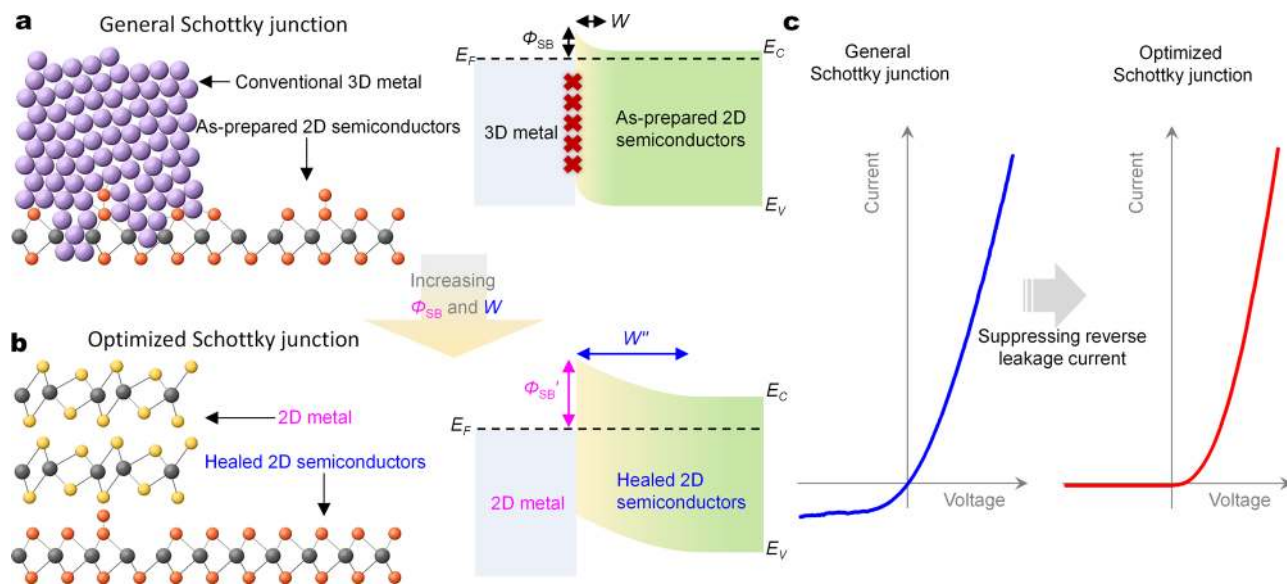 a
General Schottky junction
Conventional 3D metal
As-prepared 2D semiconductors
W
Φ_SB
E_F
E_C
3D metal
As-prepared 2D
semiconductors
E_V
Increasing
Φ_SB and W
b
Optimized Schottky junction
2D metal
Healed 2D semiconductors
W"
Φ_SB'
E_F
E_C
2D metal
Healed 2D
semiconductors
E_V
c
General
Schottky junction
Optimized
Schottky junction
Current
Voltage
Suppressing reverse
leakage current
Current
Voltage